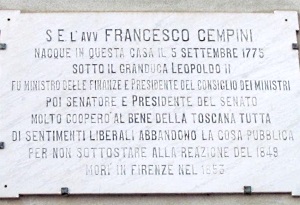 S.E. L'AVV. FRANCESCO CEMPINI
NACQUE IN QUESTA CASA IL 5 SETTEMBRE 1775
SOTTO IL GRANDUCA LEOPOLDO II
FU MINISTRO DELLE FINANZE E PRESIDENTE DEL CONSIGLIO DEI MINISTRI
POI SENATORE E PRESIDENTE DEL SENATO
MOLTO COOPERÒ AL BENE DELLA TOSCANA TUTTA
DI SENTIMENTI LIBERALI ABBANDONO LA COSA PUBBLICA
PER NON SOTTOSTARE ALLA REAZIONE DEL 1849
MORÌ IN FIRENZE NEL 1853